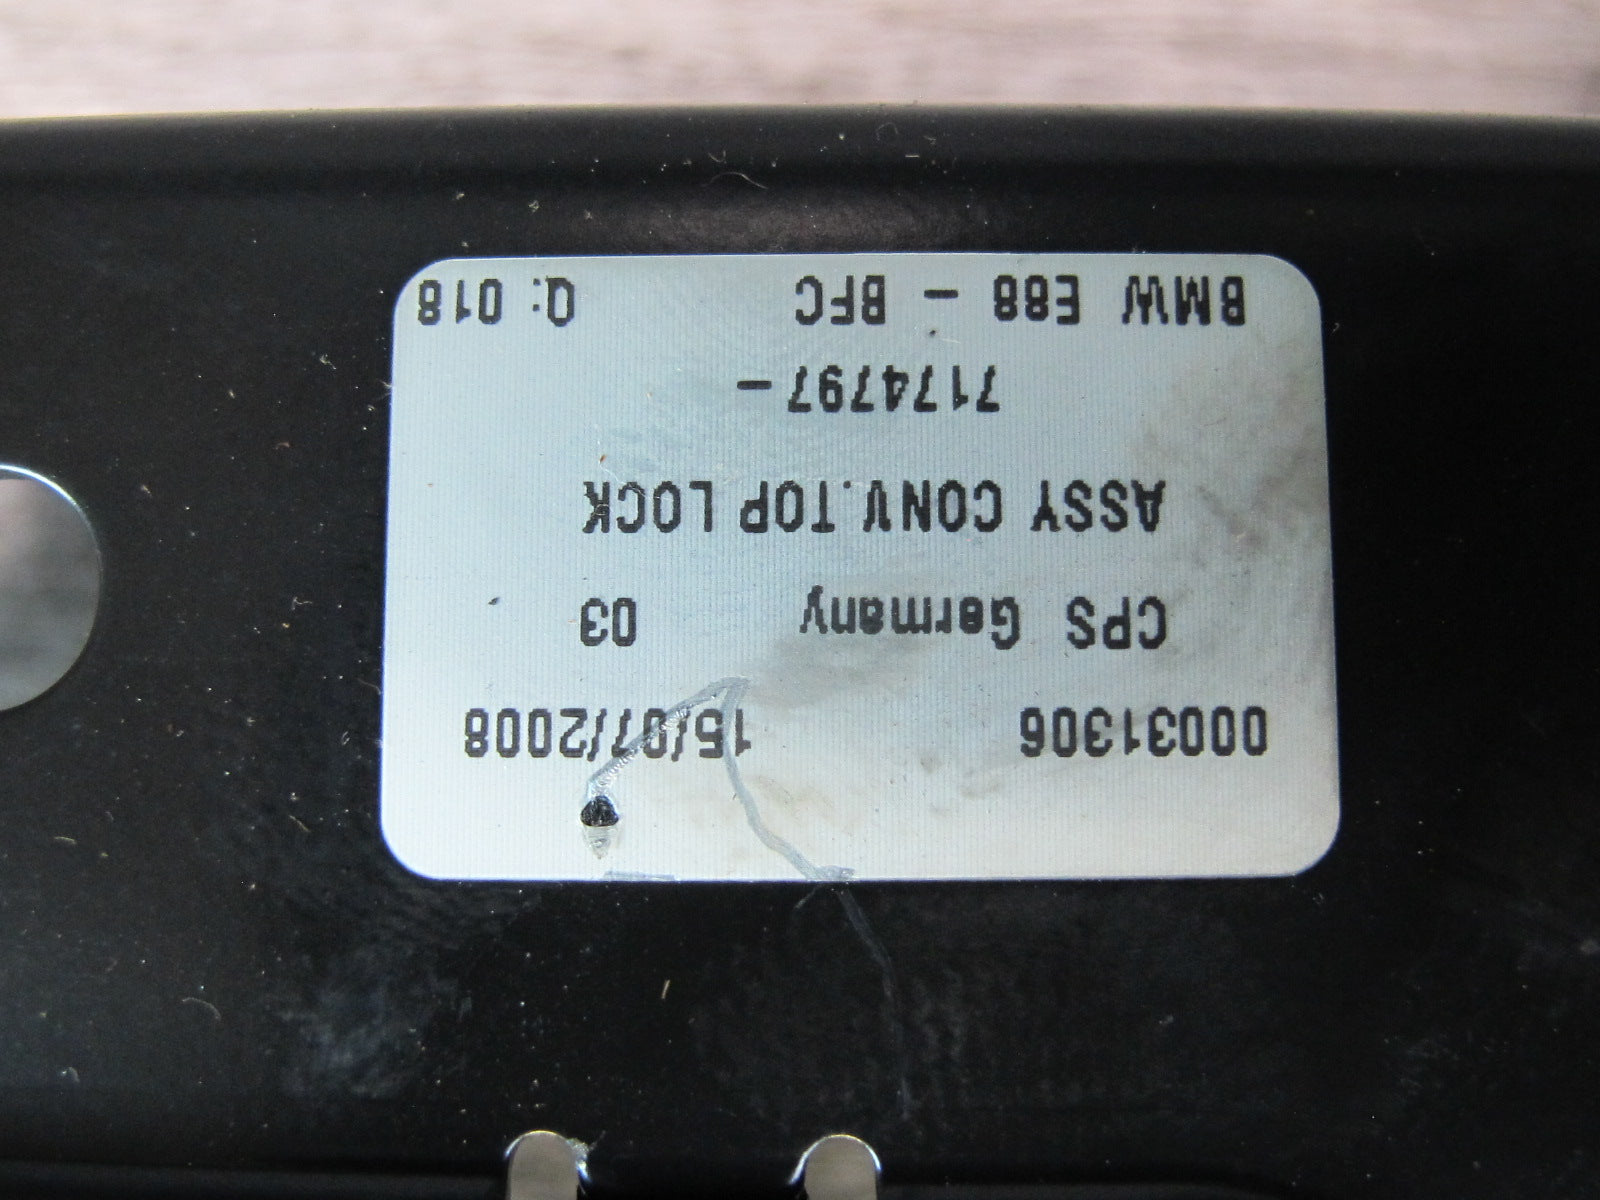 00031306 15/07/2008
CPS Germany 03
ASSY CONV.TOP LOCK
7174797-
BMW E88 - BFC Q: 018